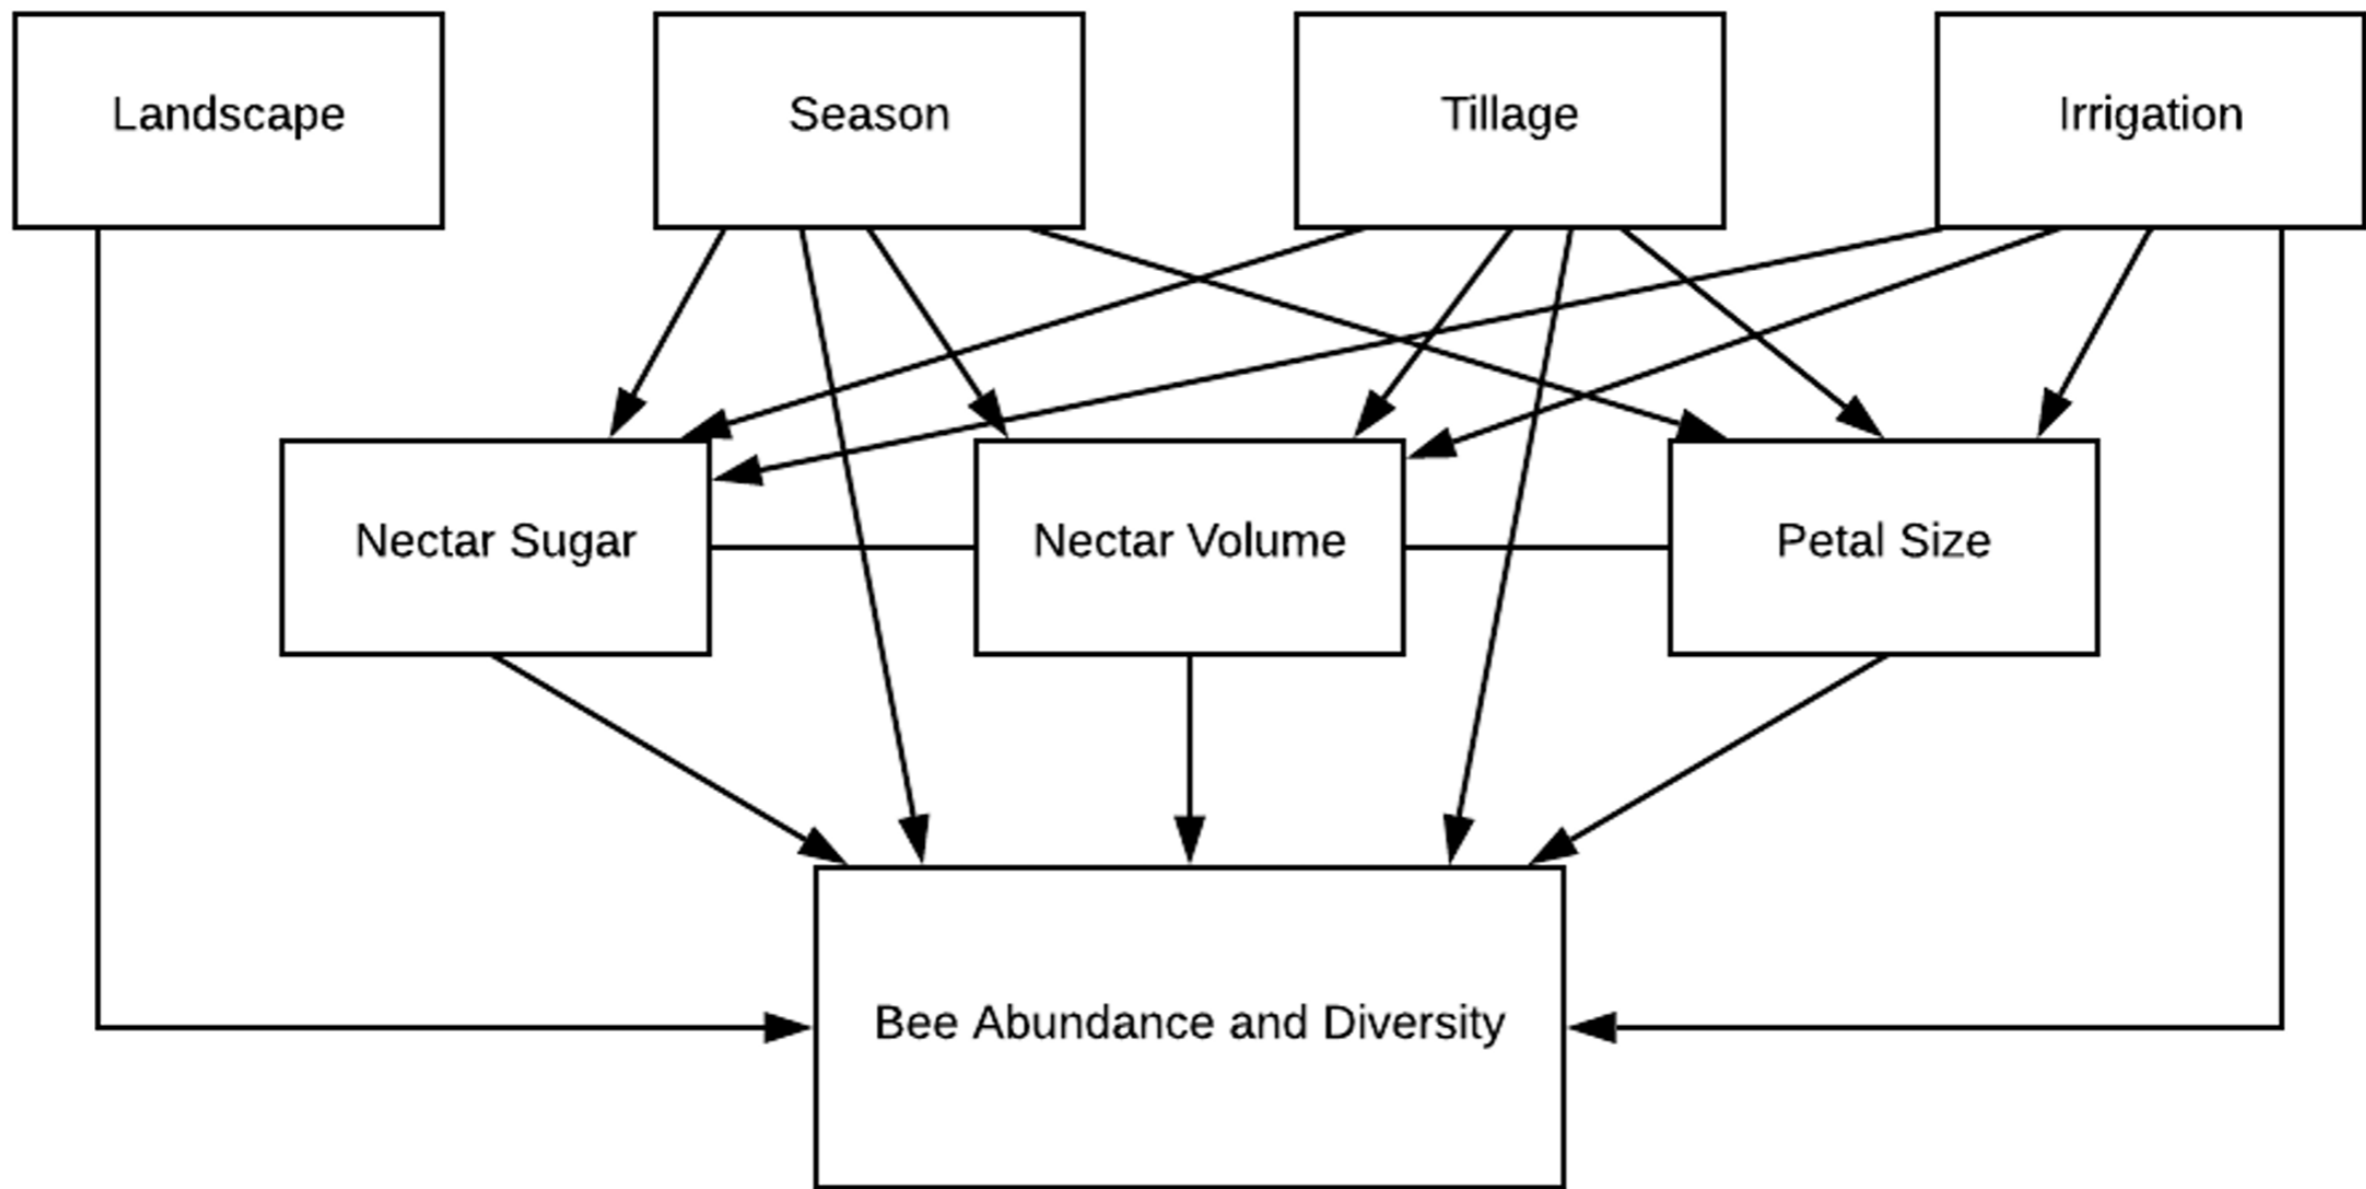 Landscape
Season
Tillage
Irrigation
Nectar Sugar
Nectar Volume
Petal Size
Bee Abundance and Diversity